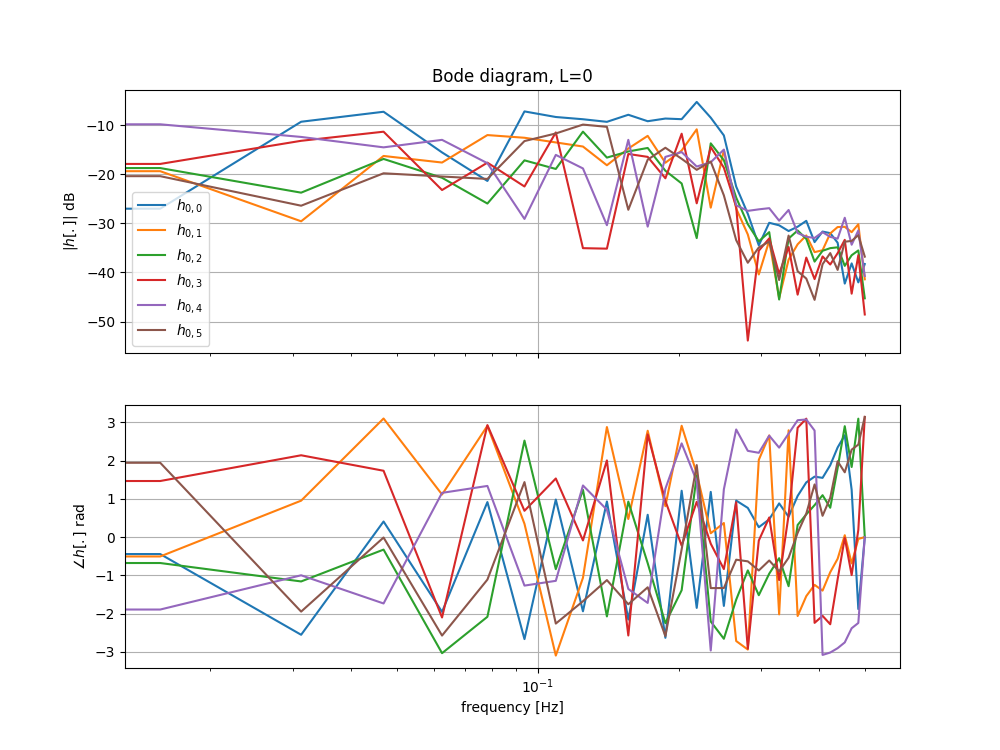 Bode diagram, L=0
|h[.]| dB
−10
−20
−30
−40
−50
h0,0
h0,1
h0,2
h0,3
h0,4
h0,5
∠h[.] rad
3
2
1
0
−1
−2
−3
10−1
frequency [Hz]